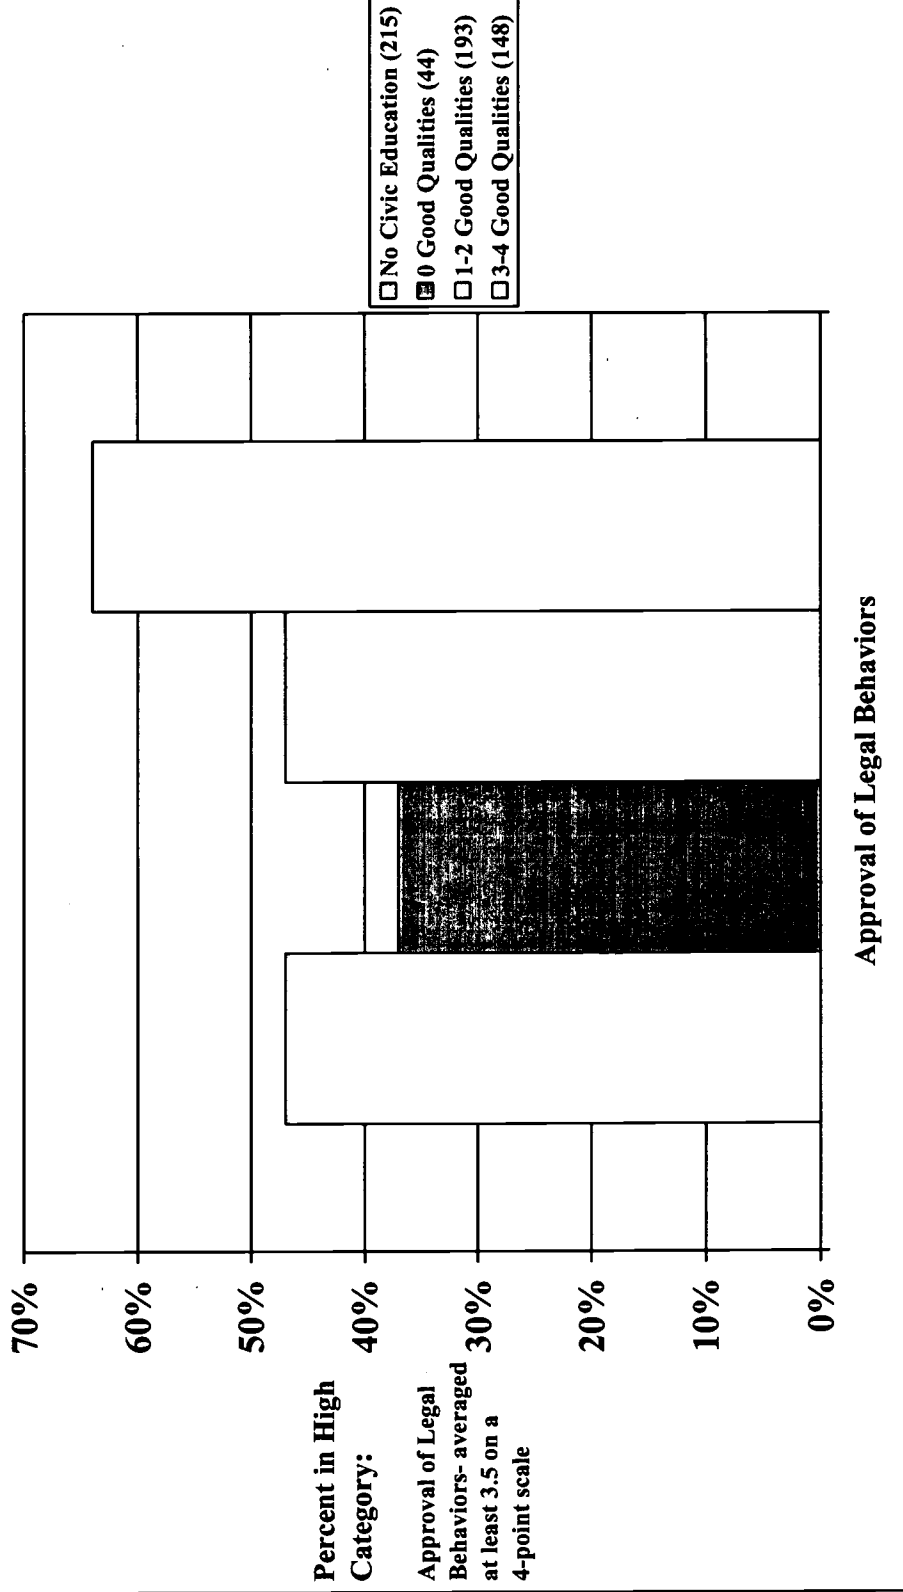 70%
60%
50%
40%
30%
20%
10%
0%
Percent in High
Category:
Approval of Legal
Behaviors- averaged
at least 3.5 on a
4-point scale
Approval of Legal Behaviors
No Civic Education (215)
0 Good Qualities (44)
1-2 Good Qualities (193)
3-4 Good Qualities (148)